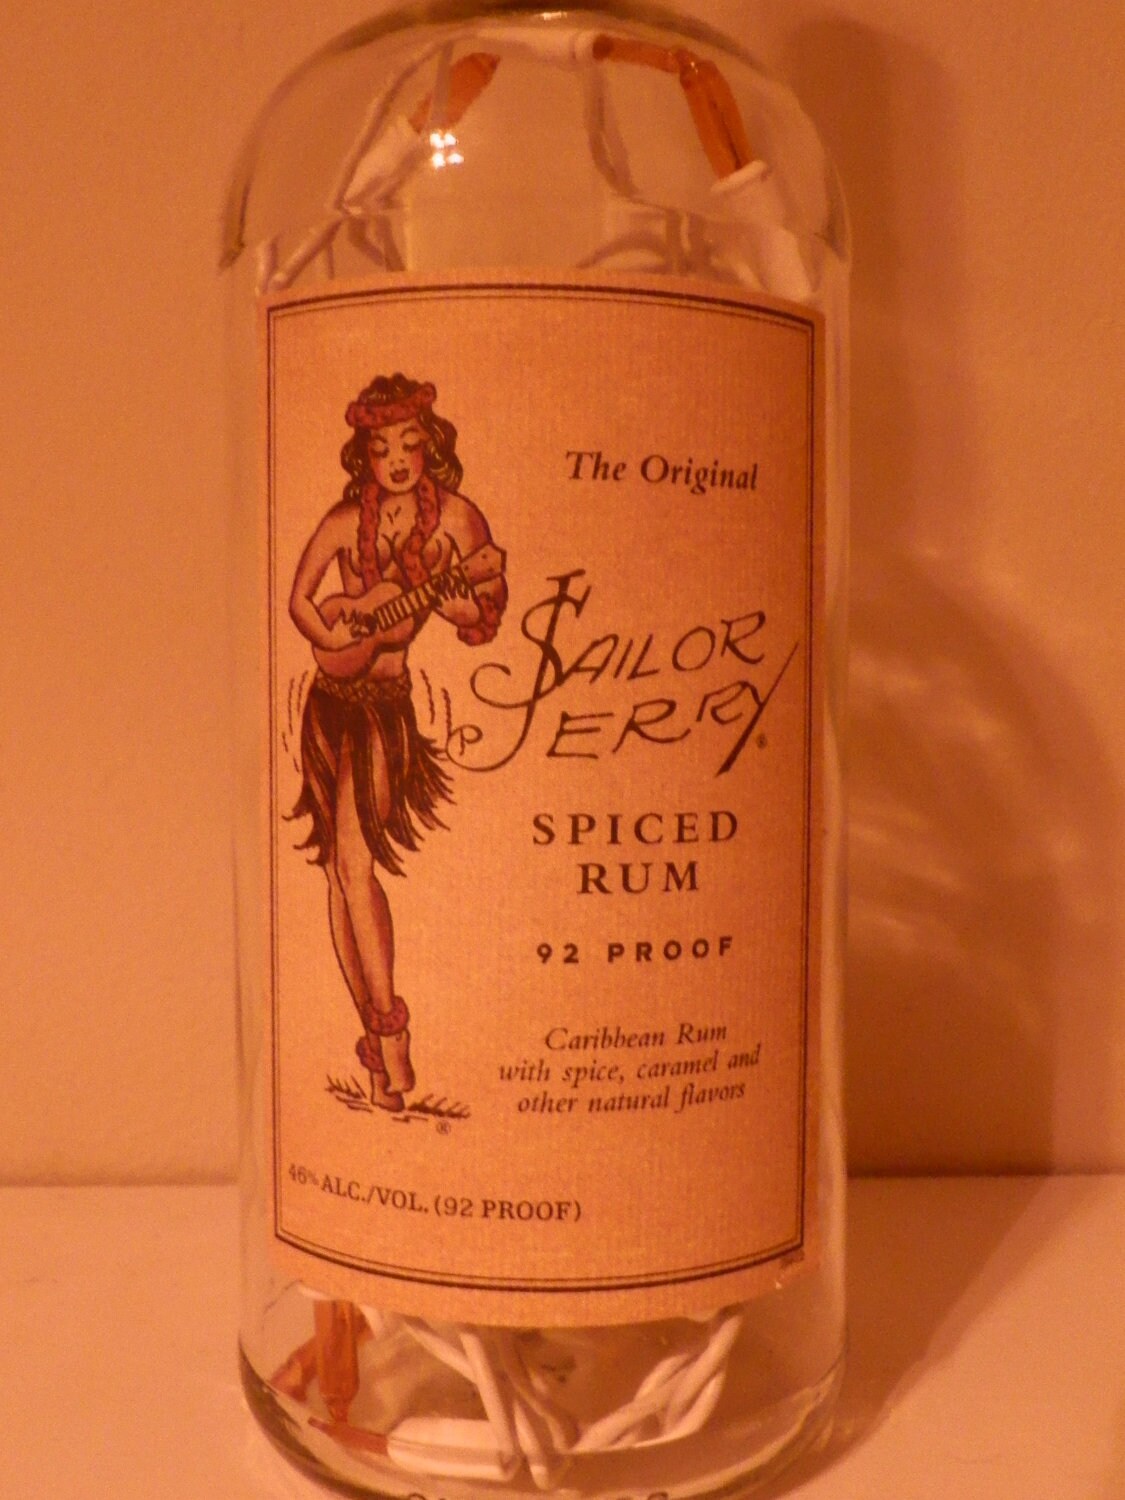 The Original
SAILOR
JERRY®
SPICED
RUM
92 PROOF
Caribbean Rum
with spice, caramel and
other natural flavors
®
46% ALC./VOL. (92 PROOF)